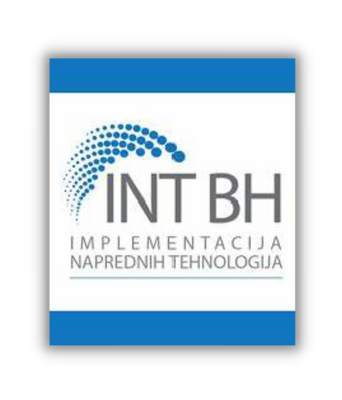 INT BH
IMPLEMENTACIJA
NAPREDNIH TEHNOLOGIJA